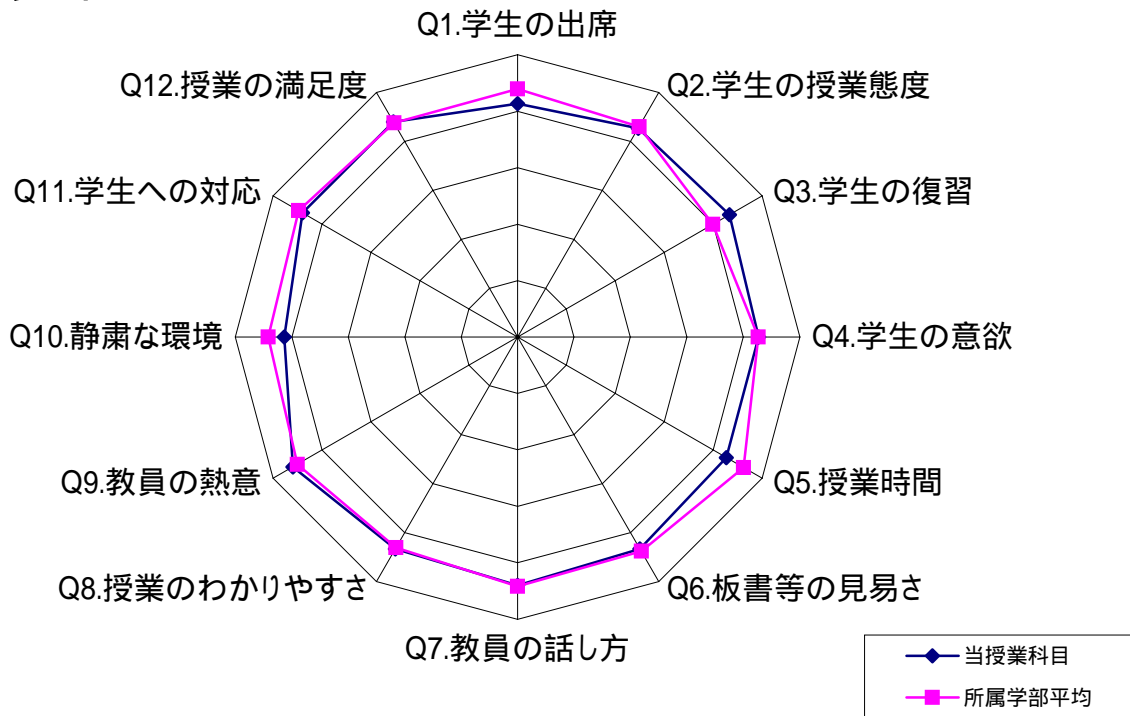 Q1.学生の出席
Q2.学生の授業態度
Q3.学生の復習
Q4.学生の意欲
Q5.授業時間
Q6.板書等の見易さ
Q7.教員の話し方
Q8.授業のわかりやすさ
Q9.教員の熱意
Q10.静粛な環境
Q11.学生への対応
Q12.授業の満足度
当授業科目
所属学部平均